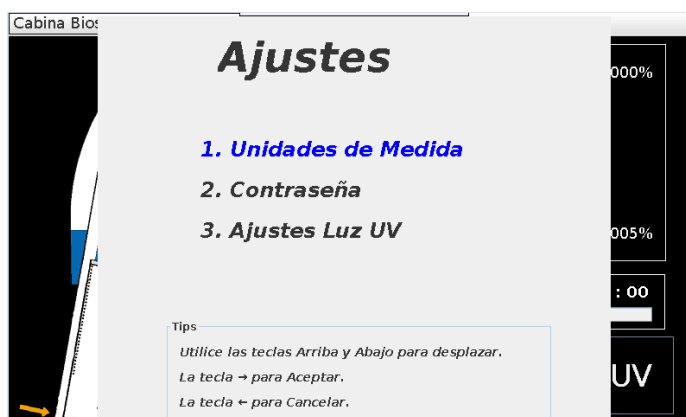 Cabina Bios
Ajustes
000%
1. Unidades de Medida
2. Contraseña
3. Ajustes Luz UV
005%
: 00
Tips
Utilice las teclas Arriba y Abajo para desplazar.
La tecla → para Aceptar.
La tecla ← para Cancelar.
UV